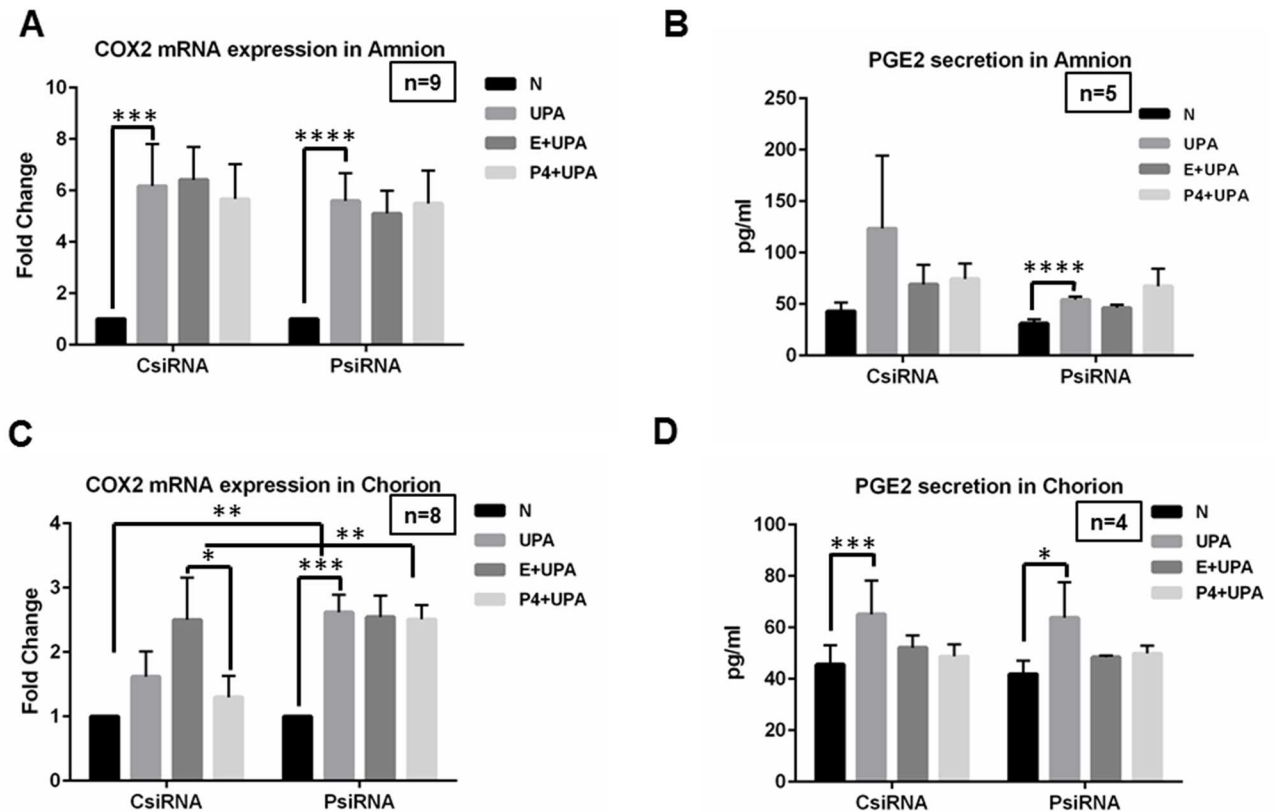 A
COX2 mRNA expression in Amnion
n=9
N
UPA
E+UPA
P4+UPA
***
****
Fold Change
10
8
6
4
2
0
CsiRNA
PsiRNA
B
PGE2 secretion in Amnion
n=5
N
UPA
E+UPA
P4+UPA
****
pg/ml
250
200
150
100
50
0
CsiRNA
PsiRNA
C
COX2 mRNA expression in Chorion
n=8
N
UPA
E+UPA
P4+UPA
**
**
*
***
Fold Change
4
3
2
1
0
CsiRNA
PsiRNA
D
PGE2 secretion in Chorion
n=4
N
UPA
E+UPA
P4+UPA
***
*
pg/ml
100
80
60
40
20
0
CsiRNA
PsiRNA